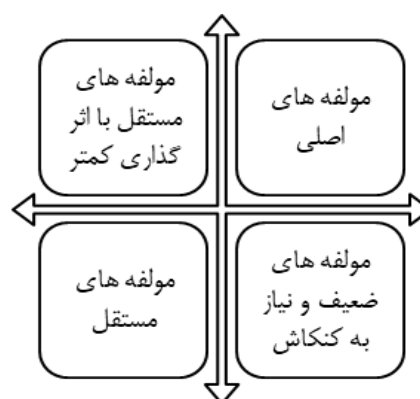 مولفه های
اصلی
مولفه های
مستقل با اثر
گذاری کمتر
مولفه های
ضعیف و نیاز
به کنکاش
مولفه های
مستقل